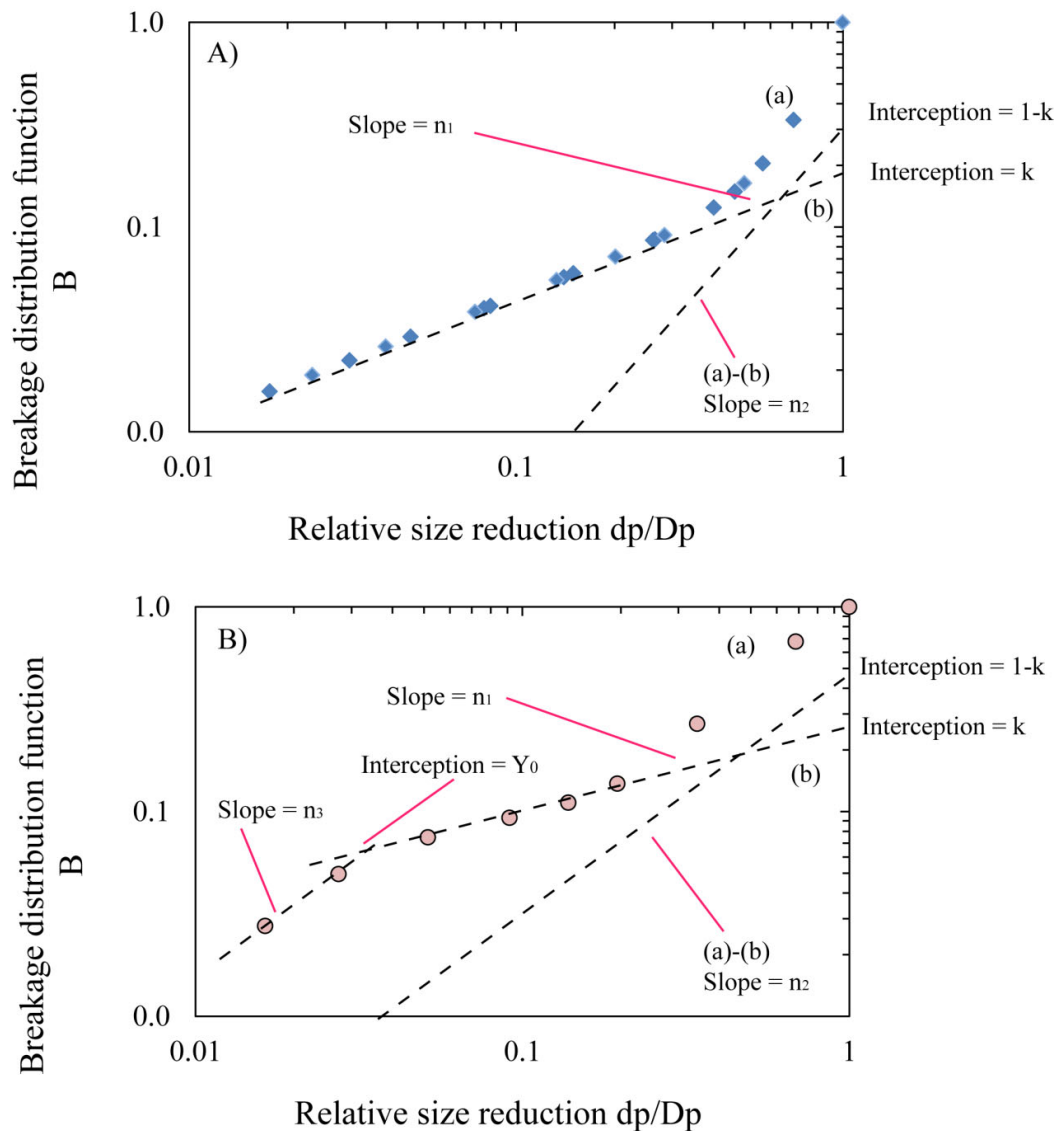 A)
1.0
0.1
0.0
0.01
0.1
1
(a)
(b)
Slope = n₁
Interception = 1-k
Interception = k
(a)-(b)
Slope = n₂
Breakage distribution function
B
Relative size reduction dp/Dp
B)
1.0
0.1
0.0
0.01
0.1
1
(a)
(b)
Slope = n₁
Interception = Y₀
Slope = n₃
Interception = 1-k
Interception = k
(a)-(b)
Slope = n₂
Breakage distribution function
B
Relative size reduction dp/Dp